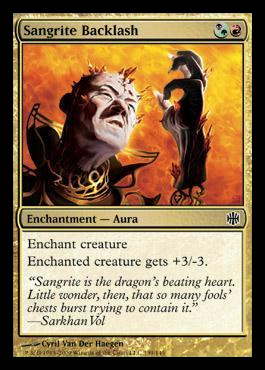 Sangrite Backlash
Enchantment — Aura
Enchant creature
Enchanted creature gets +3/-3.
"Sangrite is the dragon's beating heart.
Little wonder, then, that so many fools'
chests burst trying to contain it."
—Sarkhan Vol
Cyril Van Der Haegen